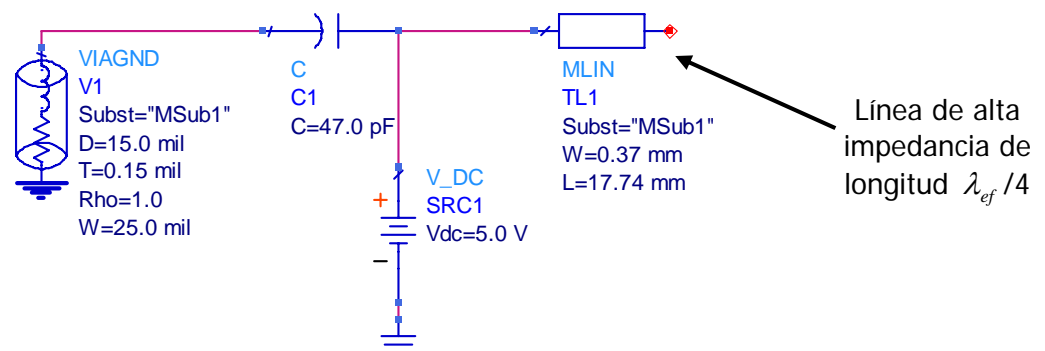 VIAGND
V1
Subst="MSub1"
D=15.0 mil
T=0.15 mil
Rho=1.0
W=25.0 mil
C
C1
C=47.0 pF
+
V_DC
SRC1
Vdc=5.0 V
−
MLIN
TL1
Subst="MSub1"
W=0.37 mm
L=17.74 mm
Línea de alta
impedancia de
longitud λef /4